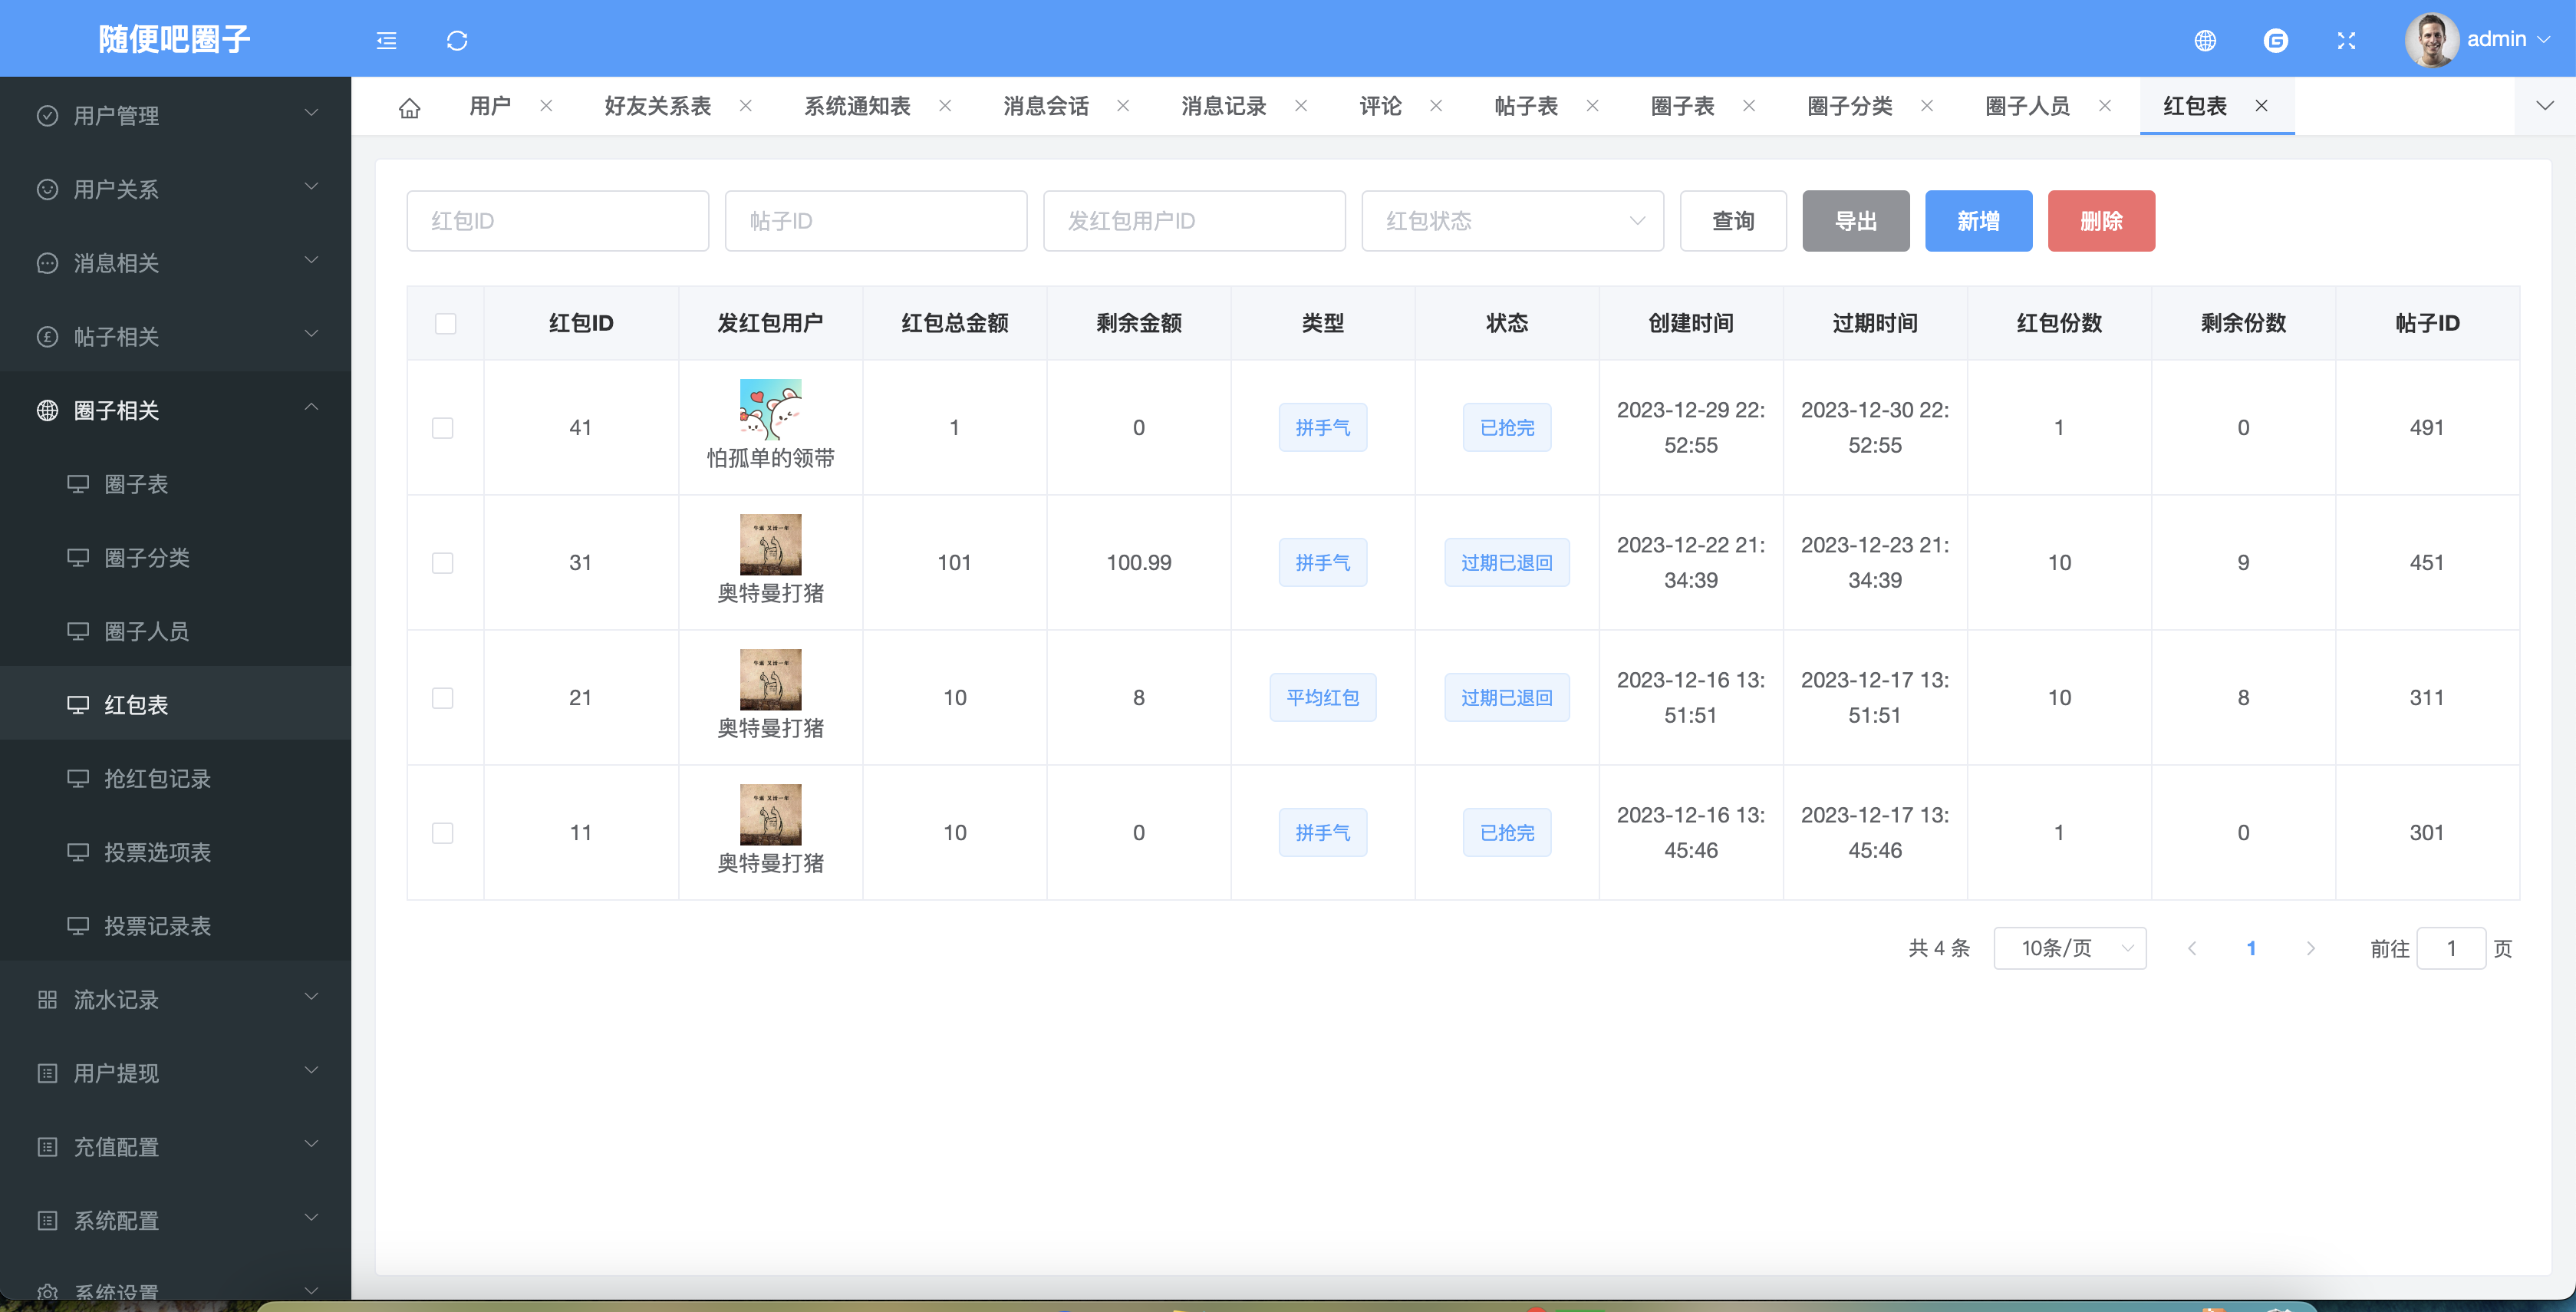 随便吧圈子
admin
用户管理
用户关系
消息相关
帖子相关
圈子相关
圈子表
圈子分类
圈子人员
红包表
抢红包记录
投票选项表
投票记录表
流水记录
用户提现
充值配置
系统配置
系统设置
用户 好友关系表 系统通知表 消息会话 消息记录 评论 帖子表 圈子表 圈子分类 圈子人员 红包表
红包ID 帖子ID 发红包用户ID 红包状态 查询 导出 新增 删除
红包ID 发红包用户 红包总金额 剩余金额 类型 状态 创建时间 过期时间 红包份数 剩余份数 帖子ID
41 怕孤单的领带 1 0 拼手气 已抢完 2023-12-29 22:52:55 2023-12-30 22:52:55 1 0 491
31 奥特曼打猪 101 100.99 拼手气 过期已退回 2023-12-22 21:34:39 2023-12-23 21:34:39 10 9 451
21 奥特曼打猪 10 8 平均红包 过期已退回 2023-12-16 13:51:51 2023-12-17 13:51:51 10 8 311
11 奥特曼打猪 10 0 拼手气 已抢完 2023-12-16 13:45:46 2023-12-17 13:45:46 1 0 301
共 4 条 10条/页 1 前往 1 页